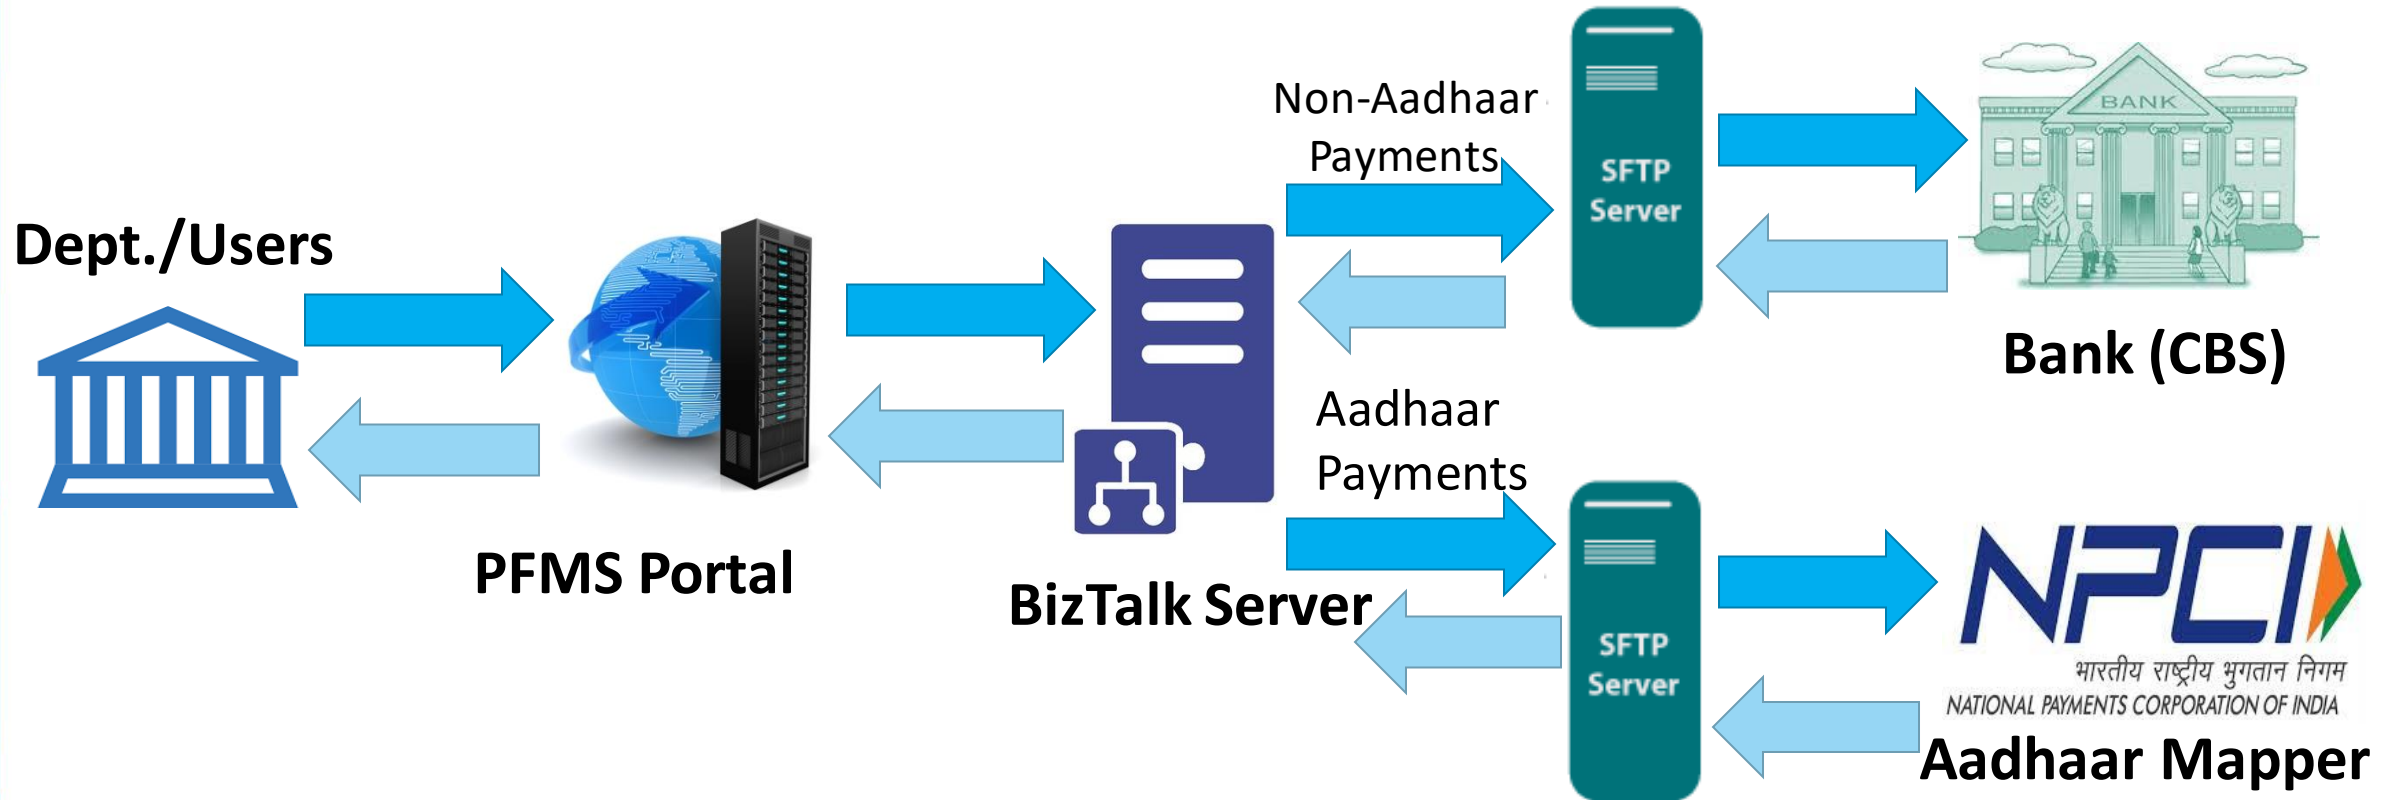 Dept./Users
PFMS Portal
BizTalk Server
Non-Aadhaar
Payments
SFTP
Server
BANK
Bank (CBS)
Aadhaar
Payments
SFTP
Server
NPCI
भारतीय राष्ट्रीय भुगतान निगम
NATIONAL PAYMENTS CORPORATION OF INDIA
Aadhaar Mapper